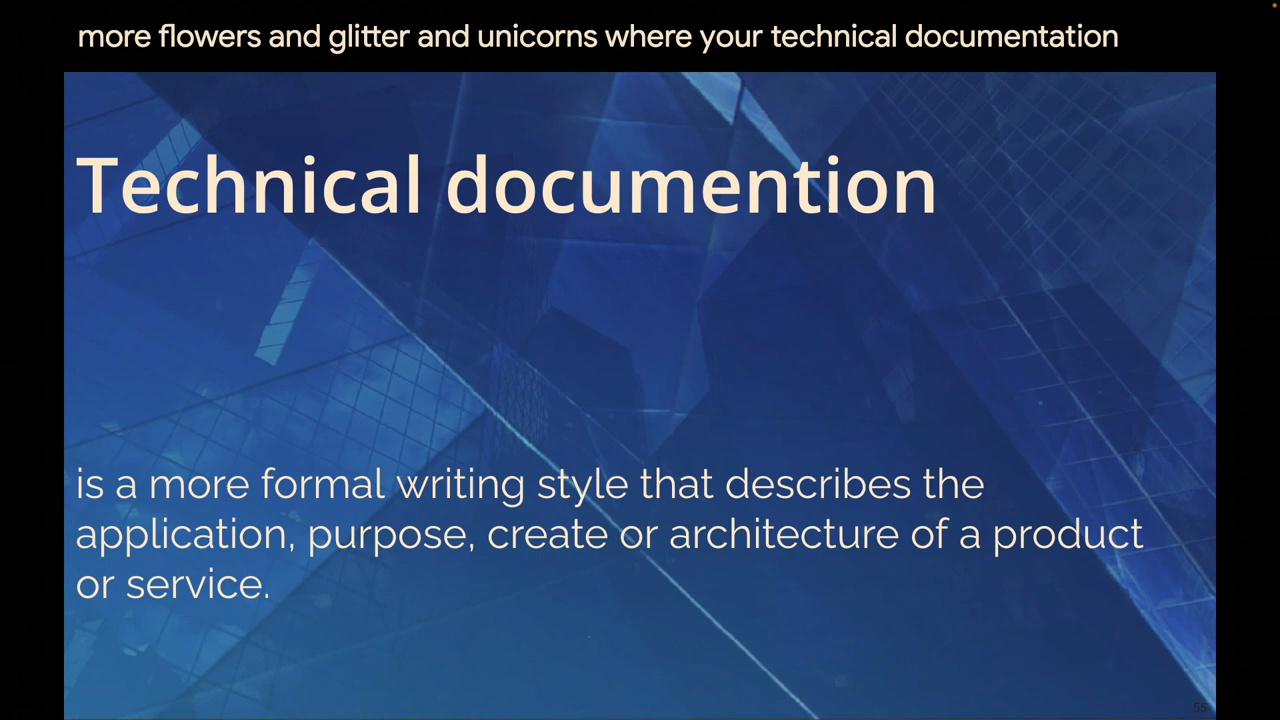 more flowers and glitter and unicorns where your technical documentation
Technical documention
is a more formal writing style that describes the
application, purpose, create or architecture of a product
or service.
55